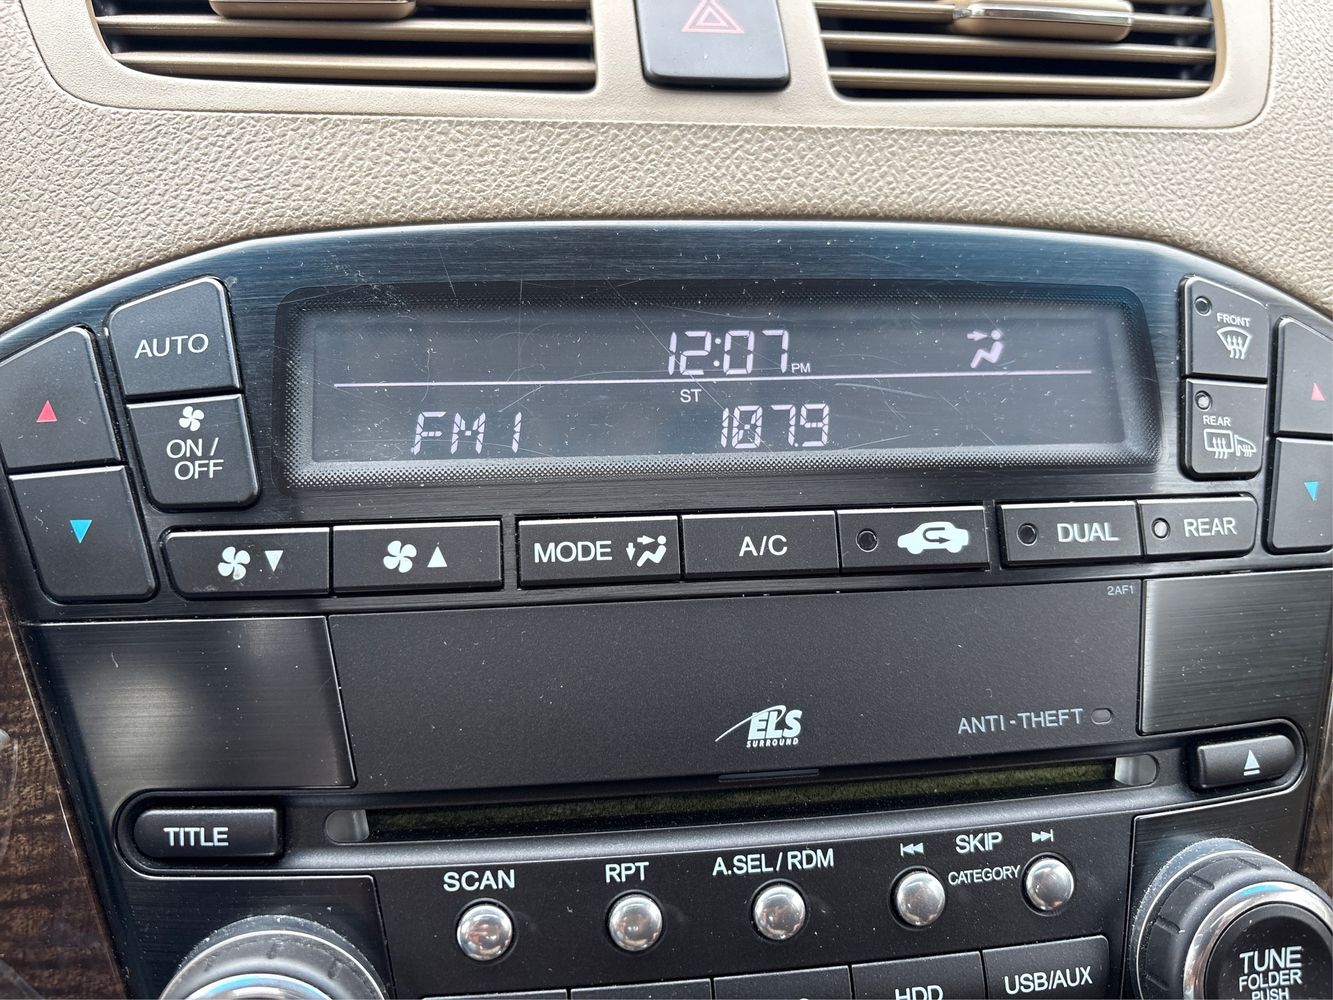 12:07 PM
ST
FM1 107.9
AUTO
ON /
OFF
FRONT
REAR
MODE
A/C
DUAL
REAR
2AF1
ELS
SURROUND
ANTI-THEFT
TITLE
SCAN
RPT
A.SEL / RDM
SKIP
CATEGORY
HDD
USB/AUX
TUNE
FOLDER
PUSH